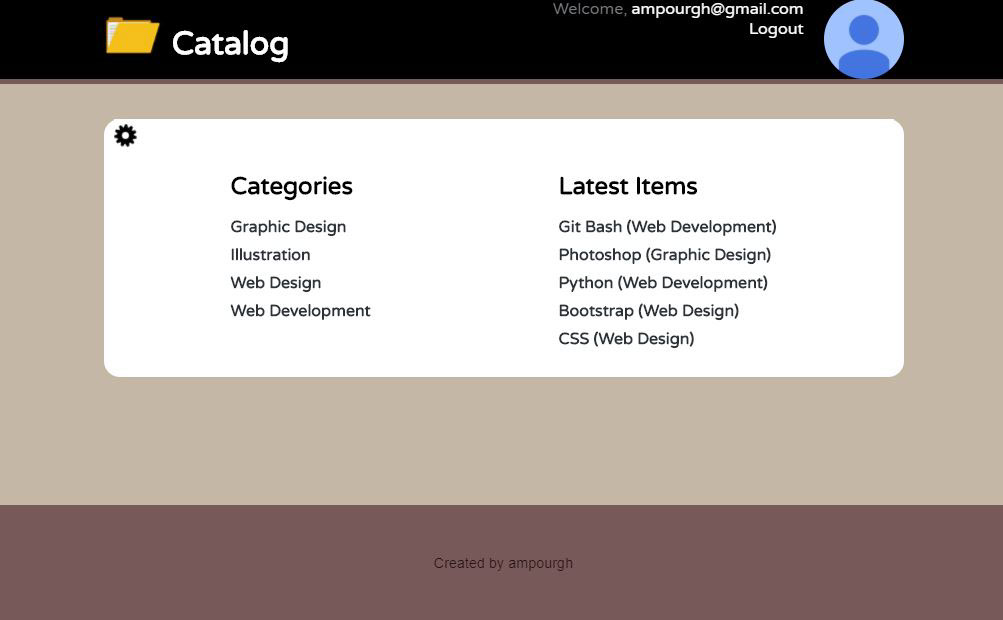 Catalog
Welcome, ampourgh@gmail.com
Logout
Categories
Graphic Design
Illustration
Web Design
Web Development
Latest Items
Git Bash (Web Development)
Photoshop (Graphic Design)
Python (Web Development)
Bootstrap (Web Design)
CSS (Web Design)
Created by ampourgh